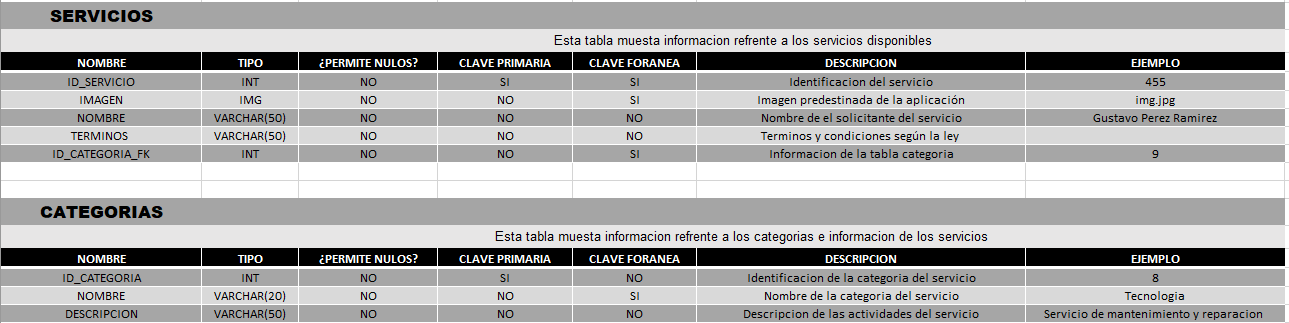 SERVICIOS
Esta tabla muesta informacion refrente a los servicios disponibles
NOMBRE TIPO ¿PERMITE NULOS? CLAVE PRIMARIA CLAVE FORANEA DESCRIPCION EJEMPLO
ID_SERVICIO INT NO SI SI Identificacion del servicio 455
IMAGEN IMG NO NO SI Imagen predestinada de la aplicación img.jpg
NOMBRE VARCHAR(50) NO NO NO Nombre de el solicitante del servicio Gustavo Perez Ramirez
TERMINOS VARCHAR(50) NO NO NO Terminos y condiciones según la ley
ID_CATEGORIA_FK INT NO NO SI Informacion de la tabla categoria 9
CATEGORIAS
Esta tabla muesta informacion refrente a los categorias e informacion de los servicios
NOMBRE TIPO ¿PERMITE NULOS? CLAVE PRIMARIA CLAVE FORANEA DESCRIPCION EJEMPLO
ID_CATEGORIA INT NO SI NO Identificacion de la categoria del servicio 8
NOMBRE VARCHAR(20) NO NO SI Nombre de la categoria del servicio Tecnologia
DESCRIPCION VARCHAR(50) NO NO NO Descripcion de las actividades del servicio Servicio de mantenimiento y reparacion